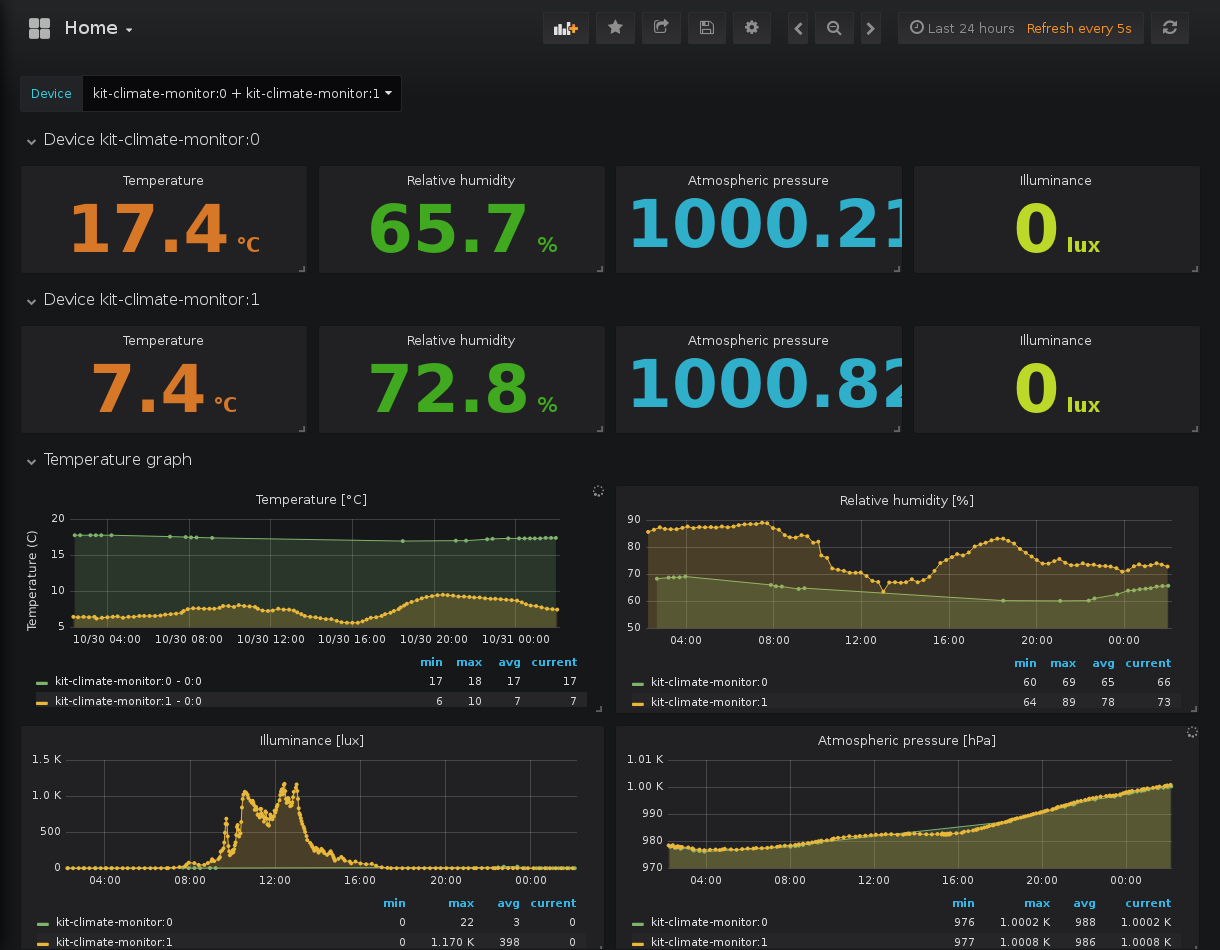 Home
Last 24 hours Refresh every 5s
Device kit-climate-monitor:0 + kit-climate-monitor:1
Device kit-climate-monitor:0
Temperature Relative humidity Atmospheric pressure Illuminance
17.4 °C 65.7 % 1000.21 0 lux
Device kit-climate-monitor:1
Temperature Relative humidity Atmospheric pressure Illuminance
7.4 °C 72.8 % 1000.82 0 lux
Temperature graph
Temperature [°C]
Temperature (C)
20
15
10
5
10/30 04:00 10/30 08:00 10/30 12:00 10/30 16:00 10/30 20:00 10/31 00:00
min max avg current
kit-climate-monitor:0 - 0:0 17 18 17 17
kit-climate-monitor:1 - 0:0 6 10 7 7
Relative humidity [%]
90
80
70
60
50
04:00 08:00 12:00 16:00 20:00 00:00
min max avg current
kit-climate-monitor:0 60 69 65 66
kit-climate-monitor:1 64 89 78 73
Illuminance [lux]
1.5 K
1.0 K
500
0
04:00 08:00 12:00 16:00 20:00 00:00
min max avg current
kit-climate-monitor:0 0 22 3 0
kit-climate-monitor:1 0 1.170 K 398 0
Atmospheric pressure [hPa]
1.01 K
1.00 K
990
980
970
04:00 08:00 12:00 16:00 20:00 00:00
min max avg current
kit-climate-monitor:0 976 1.0002 K 988 1.0002 K
kit-climate-monitor:1 977 1.0008 K 986 1.0008 K